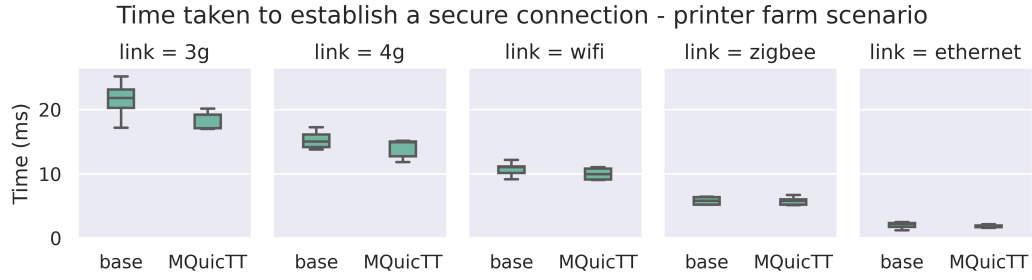 Time taken to establish a secure connection - printer farm scenario
link = 3g link = 4g link = wifi link = zigbee link = ethernet
Time (ms)
20
10
0
base MQuicTT base MQuicTT base MQuicTT base MQuicTT base MQuicTT